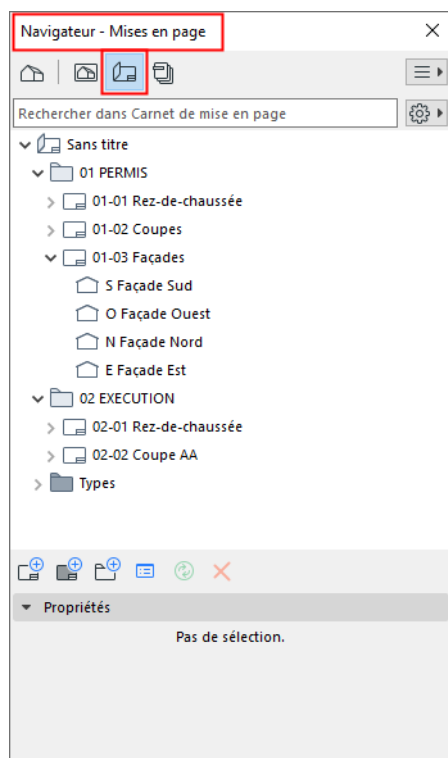 Navigateur - Mises en page
Rechercher dans Carnet de mise en page
Sans titre
01 PERMIS
01-01 Rez-de-chaussée
01-02 Coupes
01-03 Façades
S Façade Sud
O Façade Ouest
N Façade Nord
E Façade Est
02 EXECUTION
02-01 Rez-de-chaussée
02-02 Coupe AA
Types
Propriétés
Pas de sélection.